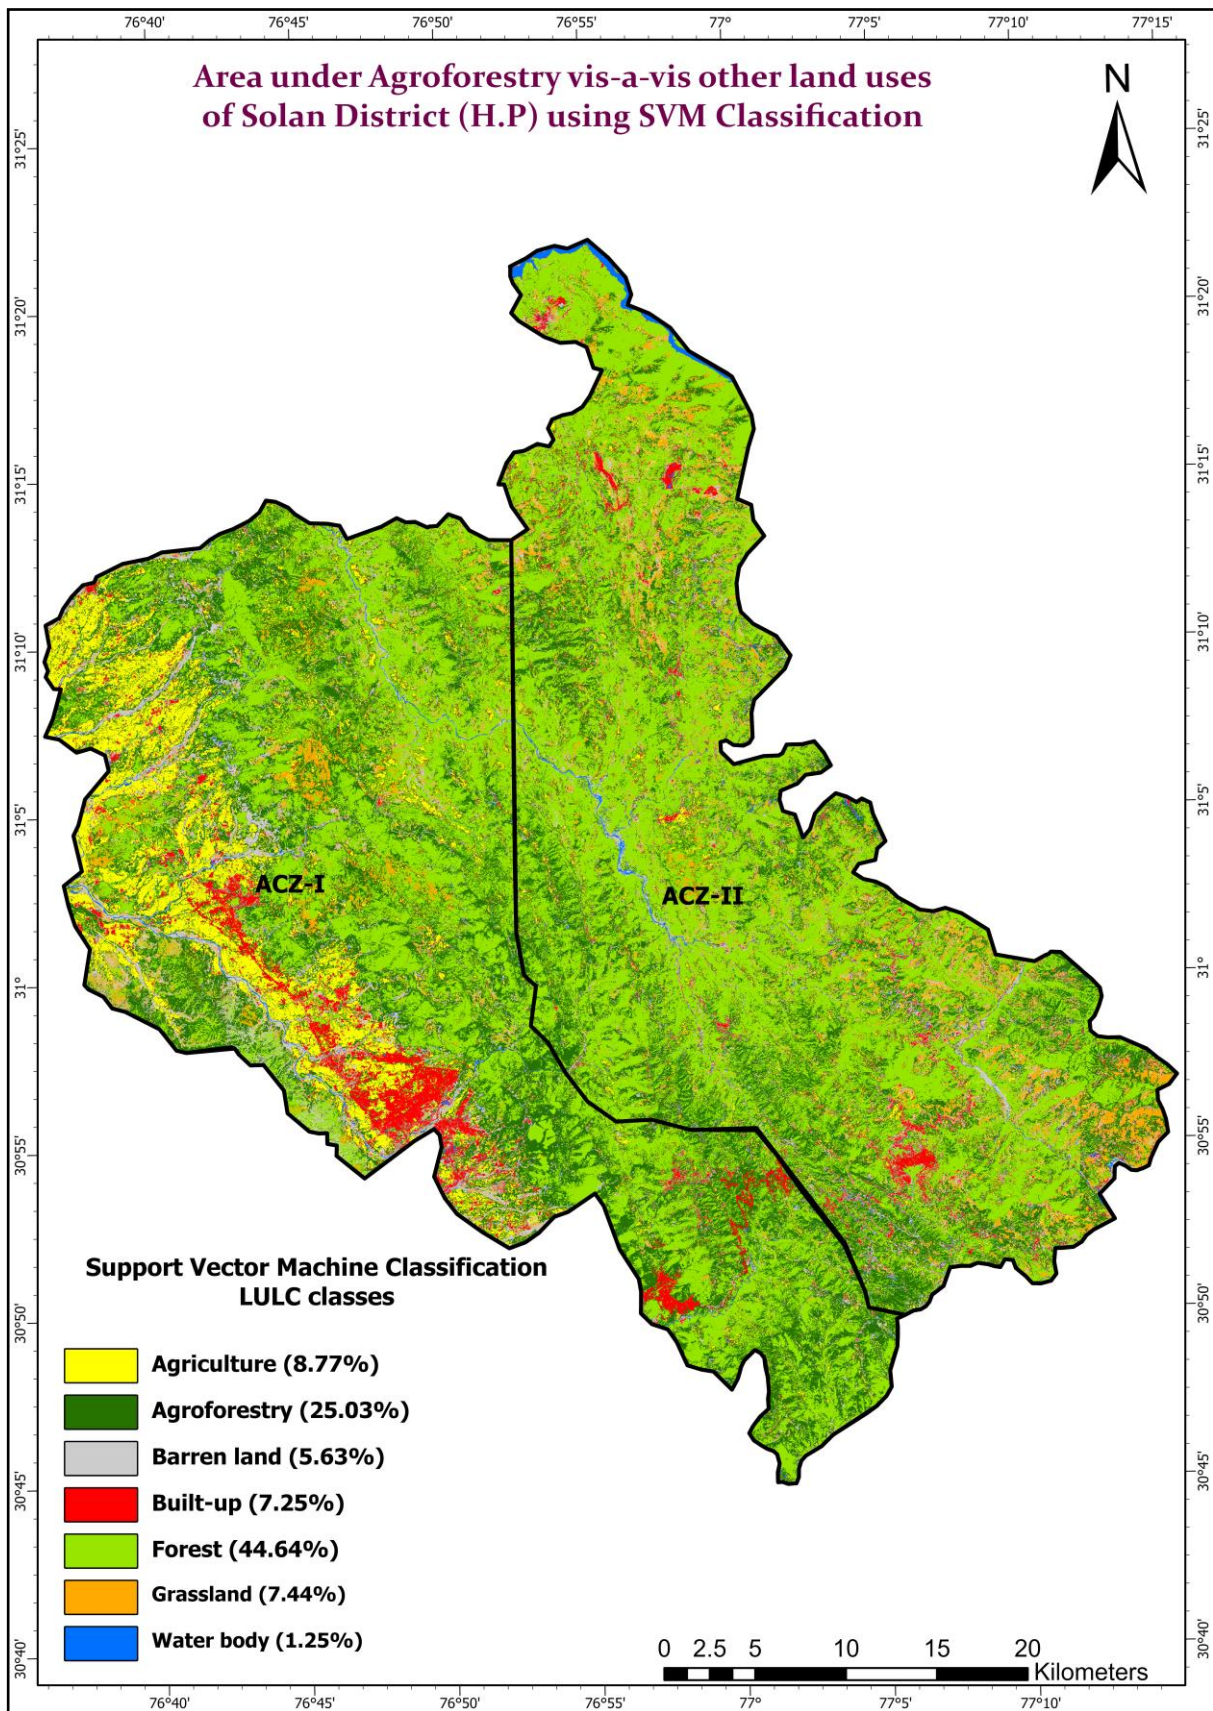 76°40' 76°45' 76°50' 76°55' 77° 77°5' 77°10' 77°15'
Area under Agroforestry vis-a-vis other land uses
of Solan District (H.P) using SVM Classification
N
31°25' 31°25'
31°20' 31°20'
31°15' 31°15'
31°10' 31°10'
31°5' 31°5'
ACZ-I ACZ-II
31° 31°
30°55' 30°55'
Support Vector Machine Classification
LULC classes
30°50' 30°50'
Agriculture (8.77%)
Agroforestry (25.03%)
Barren land (5.63%)
30°45' 30°45'
Built-up (7.25%)
Forest (44.64%)
Grassland (7.44%)
Water body (1.25%)
30°40' 30°40'
0 2.5 5 10 15 20
Kilometers
76°40' 76°45' 76°50' 76°55' 77° 77°5' 77°10'